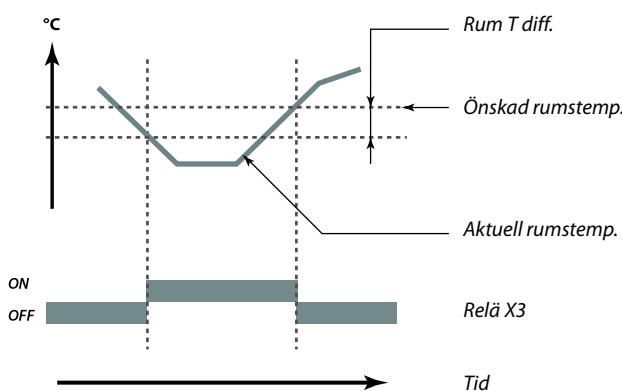 °C
Rum T diff.
Önskad rumstemp.
Aktuell rumstemp.
ON
OFF
Relä X3
Tid